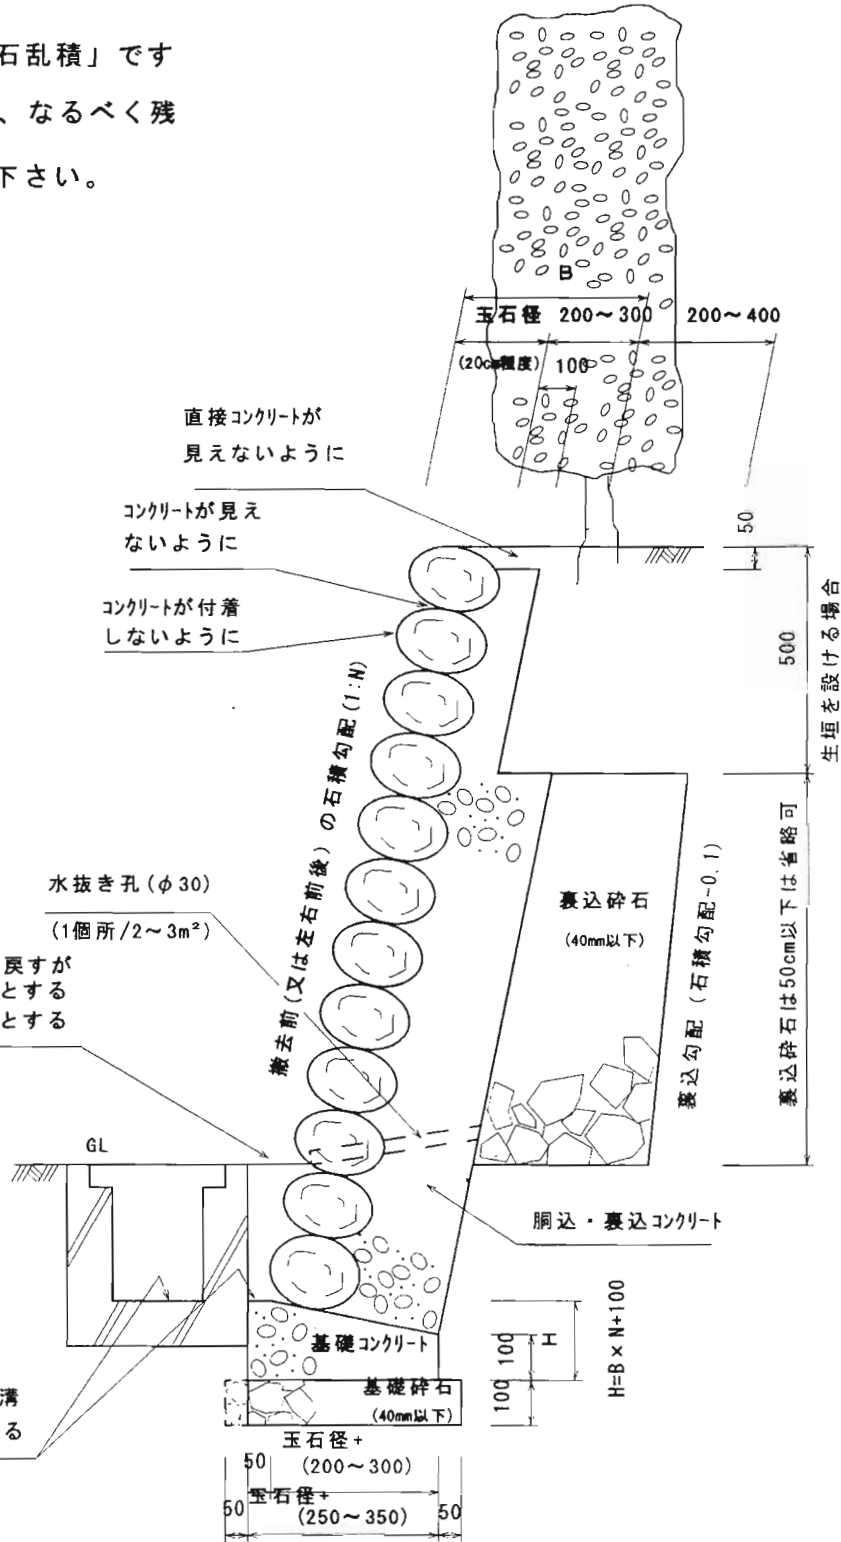 石乱積」です
、なるべく残
下さい。
B
玉石径 200～300 200～400
(20cm程度) 100
直接コンクリートが
見えないように
コンクリートが見え
ないように
コンクリートが付着
しないように
50
500
生垣を設ける場合
撤去前(又は左右前後)の石積勾配(1:N)
水抜き孔(φ30)
(1個所/2～3m²)
裏込砕石
(40mm以下)
裏込勾配(石積勾配-0.1)
裏込砕石は50cm以下は省略可
戻すが
とする
とする
GL
胴込・裏込コンクリート
基礎コンクリート
100
H
H=B×N+100
基礎砕石
(40mm以下)
100
溝
る
玉石径+
50 (200～300)
50 玉石径+ 50
(250～350)